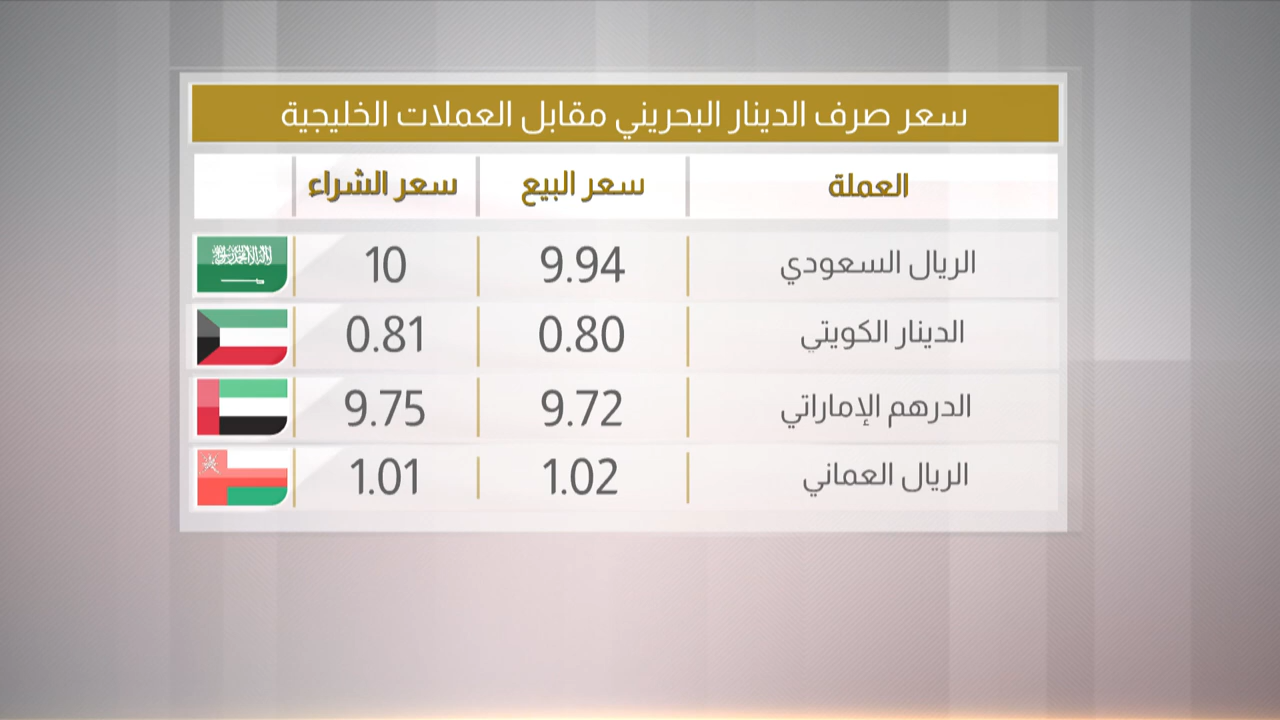 سعر صرف الدينار البحريني مقابل العملات الخليجية
العملة سعر البيع سعر الشراء
الريال السعودي 9.94 10
الدينار الكويتي 0.80 0.81
الدرهم الإماراتي 9.72 9.75
الريال العماني 1.02 1.01